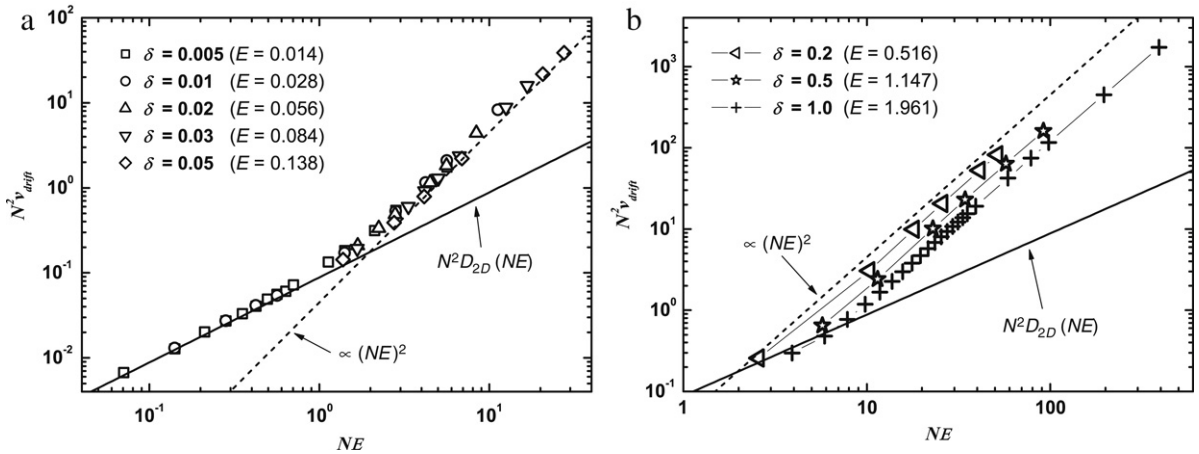 a
10²
10¹
10⁰
10⁻¹
10⁻²
N²v_drift
δ = 0.005 (E = 0.014)
δ = 0.01 (E = 0.028)
δ = 0.02 (E = 0.056)
δ = 0.03 (E = 0.084)
δ = 0.05 (E = 0.138)
N²D_2D (NE)
∝ (NE)²
10⁻¹ 10⁰ 10¹
NE
b
10³
10²
10¹
10⁰
10⁻¹
N²v_drift
δ = 0.2 (E = 0.516)
δ = 0.5 (E = 1.147)
δ = 1.0 (E = 1.961)
∝ (NE)²
N²D_2D (NE)
1 10 100
NE